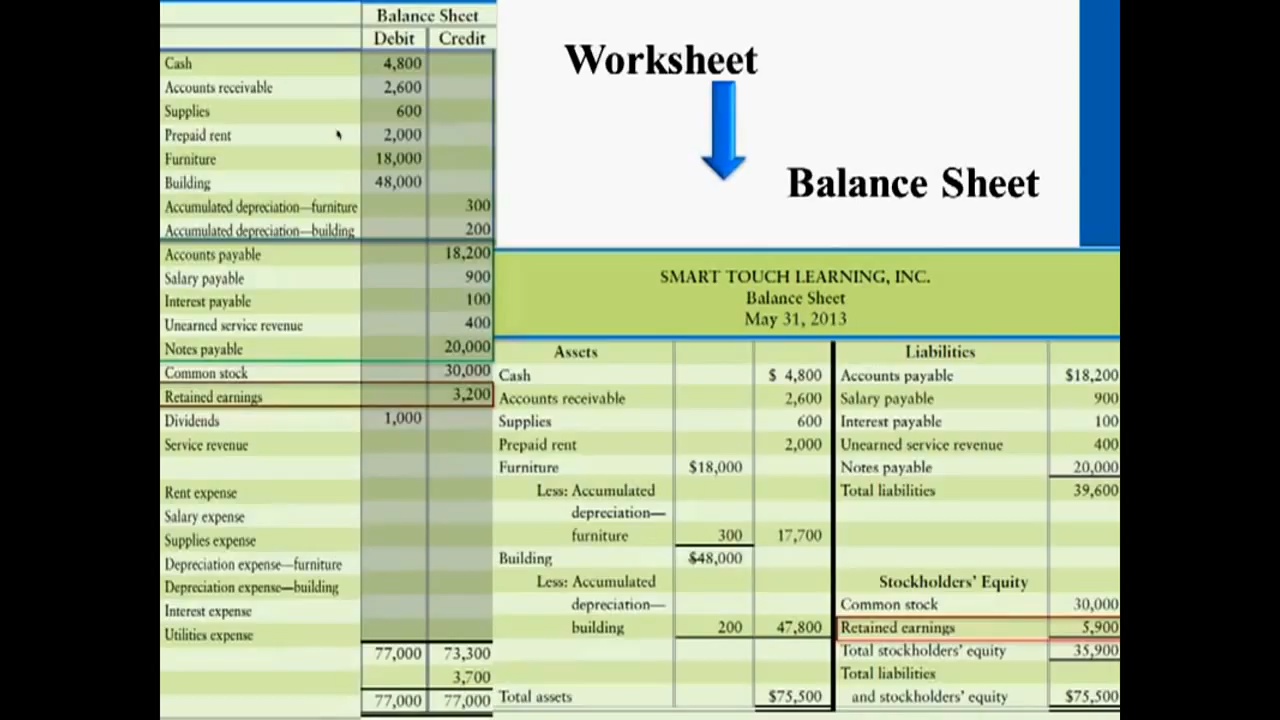 Balance Sheet
Debit Credit
Cash 4,800
Accounts receivable 2,600
Supplies 600
Prepaid rent 2,000
Furniture 18,000
Building 48,000
Accumulated depreciation—furniture 300
Accumulated depreciation—building 200
Accounts payable 18,200
Salary payable 900
Interest payable 100
Unearned service revenue 400
Notes payable 20,000
Common stock 30,000
Retained earnings 3,200
Dividends 1,000
Service revenue
Rent expense
Salary expense
Supplies expense
Depreciation expense—furniture
Depreciation expense—building
Interest expense
Utilities expense
77,000 73,300
3,700
77,000 77,000
Worksheet
Balance Sheet
SMART TOUCH LEARNING, INC.
Balance Sheet
May 31, 2013
Assets
Cash $ 4,800
Accounts receivable 2,600
Supplies 600
Prepaid rent 2,000
Furniture $18,000
Less: Accumulated
depreciation—
furniture 300 17,700
Building $48,000
Less: Accumulated
depreciation—
building 200 47,800
Total assets $75,500
Liabilities
Accounts payable $18,200
Salary payable 900
Interest payable 100
Unearned service revenue 400
Notes payable 20,000
Total liabilities 39,600
Stockholders' Equity
Common stock 30,000
Retained earnings 5,900
Total stockholders' equity 35,900
Total liabilities
and stockholders' equity $75,500